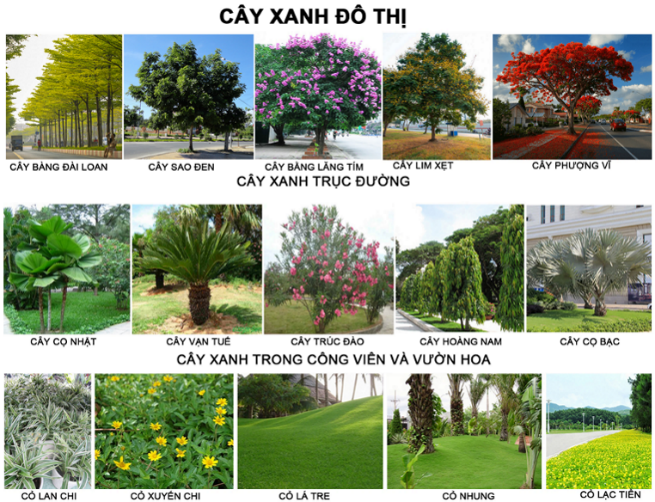 CÂY XANH ĐÔ THỊ
CÂY BÀNG ĐÀI LOAN
CÂY SAO ĐEN
CÂY BẰNG LĂNG TÍM
CÂY LIM XẸT
CÂY PHƯỢNG VĨ
CÂY XANH TRỤC ĐƯỜNG
CÂY CỌ NHẬT
CÂY VẠN TUẾ
CÂY TRÚC ĐÀO
CÂY HOÀNG NAM
CÂY CỌ BẠC
CÂY XANH TRONG CÔNG VIÊN VÀ VƯỜN HOA
CỎ LAN CHI
CỎ XUYẾN CHI
CỎ LÁ TRE
CỎ NHUNG
CỎ LẠC TIÊN